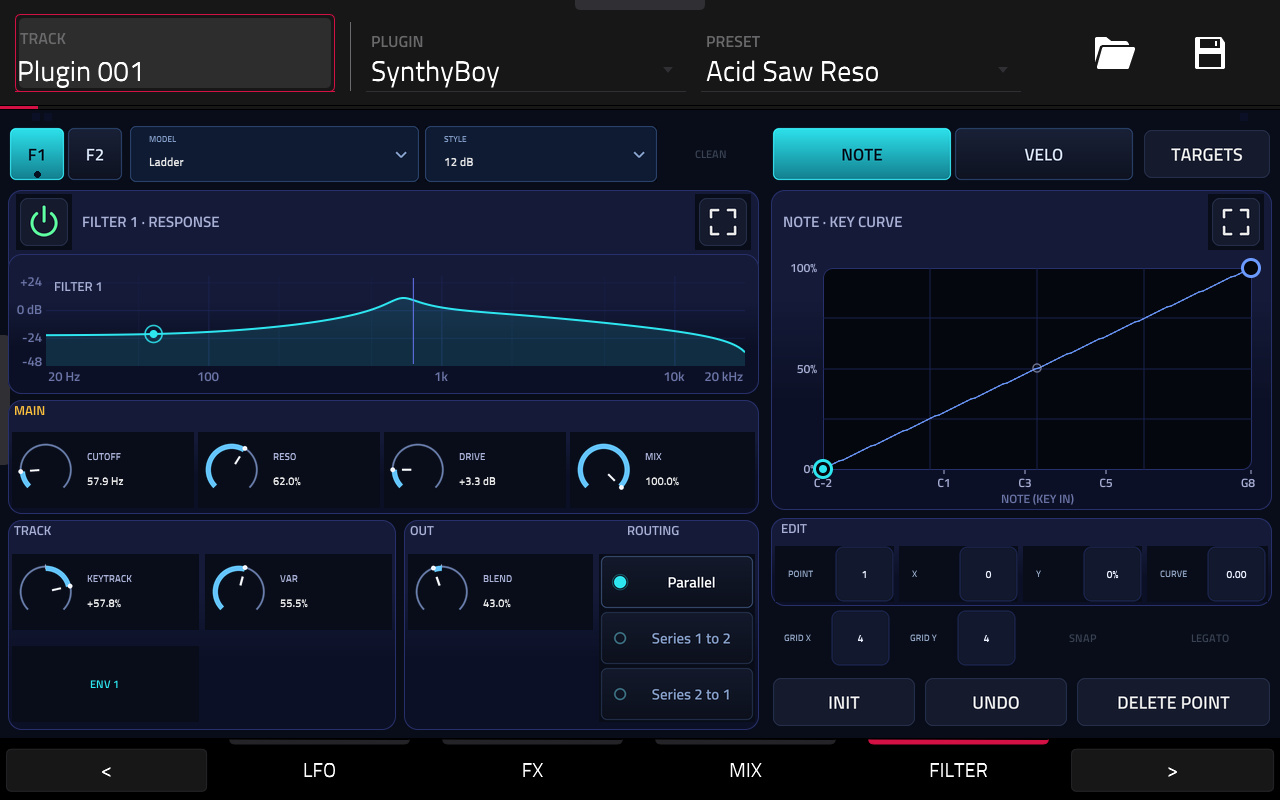 TRACK
Plugin 001
PLUGIN
SynthyBoy
PRESET
Acid Saw Reso
F1
F2
MODEL
Ladder
STYLE
12 dB
CLEAN
NOTE
VELO
TARGETS
FILTER 1 · RESPONSE
NOTE · KEY CURVE
+24
FILTER 1
0 dB
-24
-48
20 Hz
100
1k
10k
20 kHz
100%
50%
0%
C-2
C1
C3
C5
G8
NOTE (KEY IN)
MAIN
CUTOFF
57.9 Hz
RESO
62.0%
DRIVE
+3.3 dB
MIX
100.0%
TRACK
KEYTRACK
+57.8%
VAR
55.5%
ENV 1
OUT
BLEND
43.0%
ROUTING
Parallel
Series 1 to 2
Series 2 to 1
EDIT
POINT
1
X
0
Y
0%
CURVE
0.00
GRID X
4
GRID Y
4
SNAP
LEGATO
INIT
UNDO
DELETE POINT
<
LFO
FX
MIX
FILTER
>